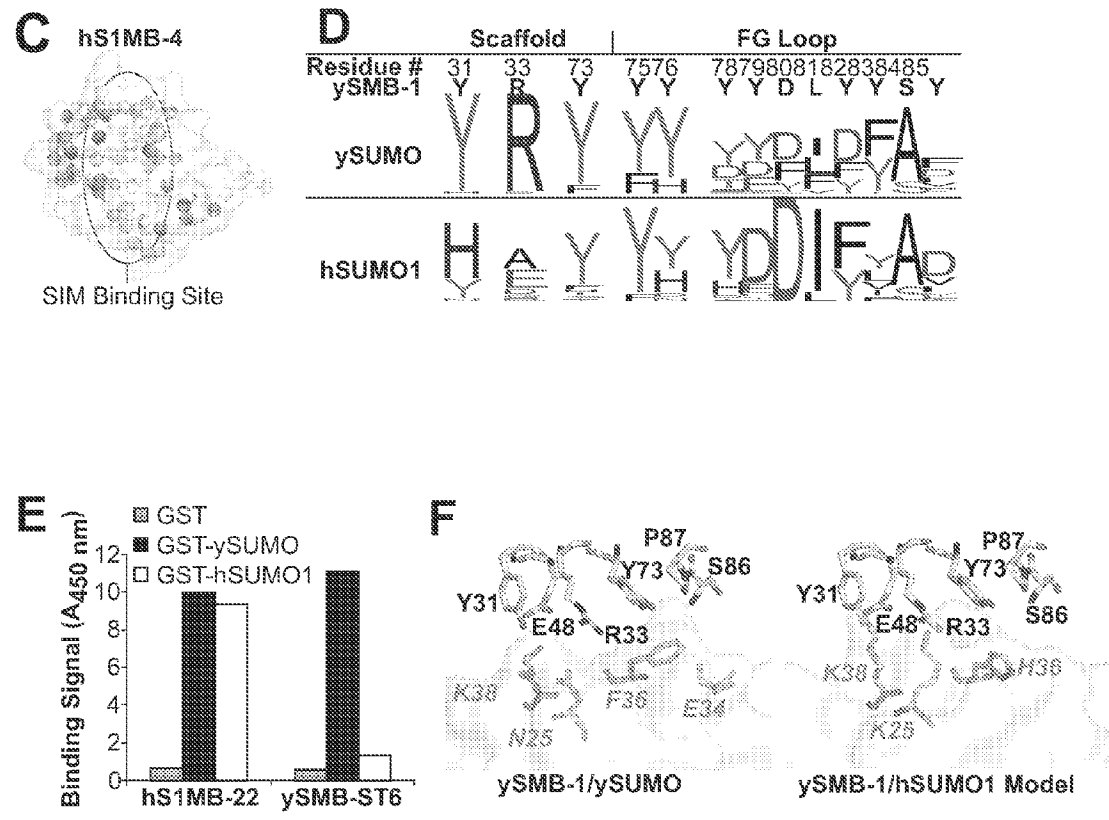 C
hS1MB-4
SIM Binding Site
D
Scaffold | FG Loop
Residue # 31 33 73 7576 7879808182838485
ySMB-1 Y R Y Y Y Y Y D L Y Y S Y
ySUMO
hSUMO1
E
GST
GST-ySUMO
GST-hSUMO1
Binding Signal (A450 nm)
12
10
8
6
4
2
0
hS1MB-22 ySMB-ST6
F
P87
Y73 S86
Y31
E48 R33
K38 F36 E34
N25
ySMB-1/ySUMO
P87
Y73
Y31 S86
E48 R33
K38 H36
K25
ySMB-1/hSUMO1 Model